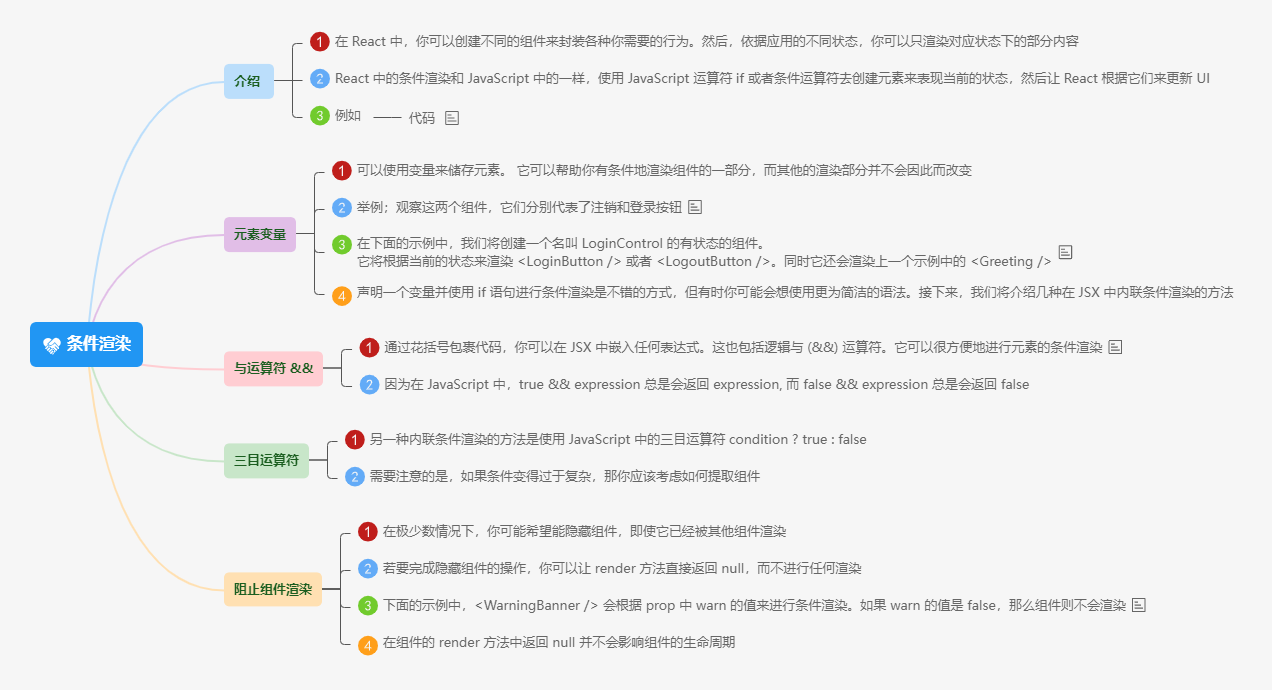 条件渲染
介绍
1 在 React 中，你可以创建不同的组件来封装各种你需要的行为。然后，依据应用的不同状态，你可以只渲染对应状态下的部分内容
2 React 中的条件渲染和 JavaScript 中的一样，使用 JavaScript 运算符 if 或者条件运算符去创建元素来表现当前的状态，然后让 React 根据它们来更新 UI
3 例如 代码
元素变量
1 可以使用变量来储存元素。 它可以帮助你有条件地渲染组件的一部分，而其他的渲染部分并不会因此而改变
2 举例；观察这两个组件，它们分别代表了注销和登录按钮
3 在下面的示例中，我们将创建一个名叫 LoginControl 的有状态的组件。
它将根据当前的状态来渲染 <LoginButton /> 或者 <LogoutButton />。同时它还会渲染上一个示例中的 <Greeting />
4 声明一个变量并使用 if 语句进行条件渲染是不错的方式，但有时你可能会想使用更为简洁的语法。接下来，我们将介绍几种在 JSX 中内联条件渲染的方法
与运算符 &&
1 通过花括号包裹代码，你可以在 JSX 中嵌入任何表达式。这也包括逻辑与 (&&) 运算符。它可以很方便地进行元素的条件渲染
2 因为在 JavaScript 中，true && expression 总是会返回 expression, 而 false && expression 总是会返回 false
三目运算符
1 另一种内联条件渲染的方法是使用 JavaScript 中的三目运算符 condition ? true : false
2 需要注意的是，如果条件变得过于复杂，那你应该考虑如何提取组件
阻止组件渲染
1 在极少数情况下，你可能希望能隐藏组件，即使它已经被其他组件渲染
2 若要完成隐藏组件的操作，你可以让 render 方法直接返回 null，而不进行任何渲染
3 下面的示例中，<WarningBanner /> 会根据 prop 中 warn 的值来进行条件渲染。如果 warn 的值是 false，那么组件则不会渲染
4 在组件的 render 方法中返回 null 并不会影响组件的生命周期